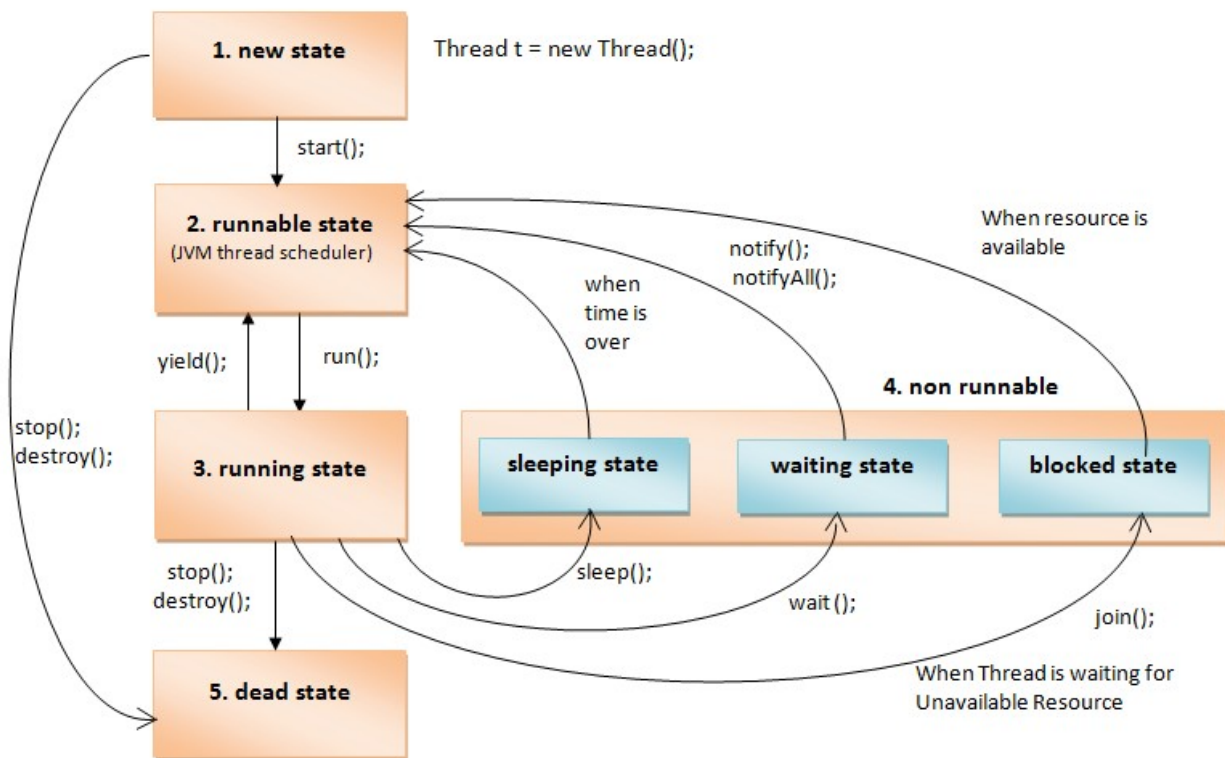 1. new state
Thread t = new Thread();
start();
2. runnable state
(JVM thread scheduler)
When resource is
available
notify();
notifyAll();
when
time is
over
yield();
run();
4. non runnable
stop();
destroy();
3. running state
sleeping state
waiting state
blocked state
stop();
destroy();
sleep();
wait ();
join();
When Thread is waiting for
Unavailable Resource
5. dead state